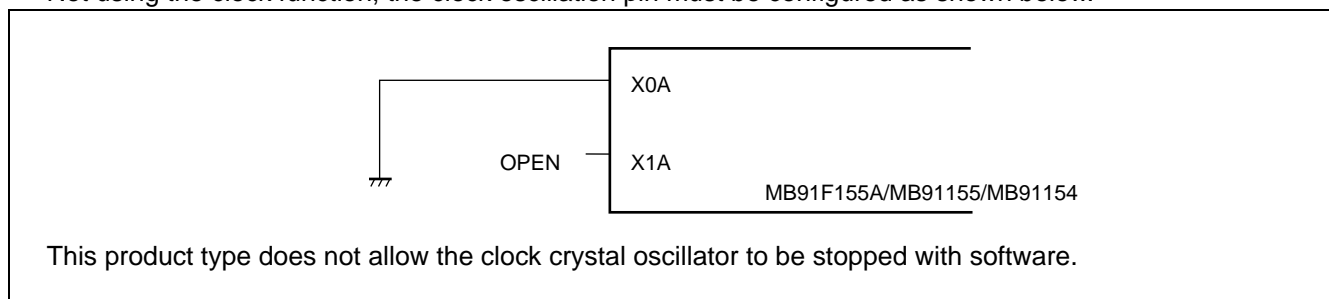 Not using the clock function, the clock oscillation pin must be configured as shown below.
X0A
OPEN X1A
MB91F155A/MB91155/MB91154
This product type does not allow the clock crystal oscillator to be stopped with software.